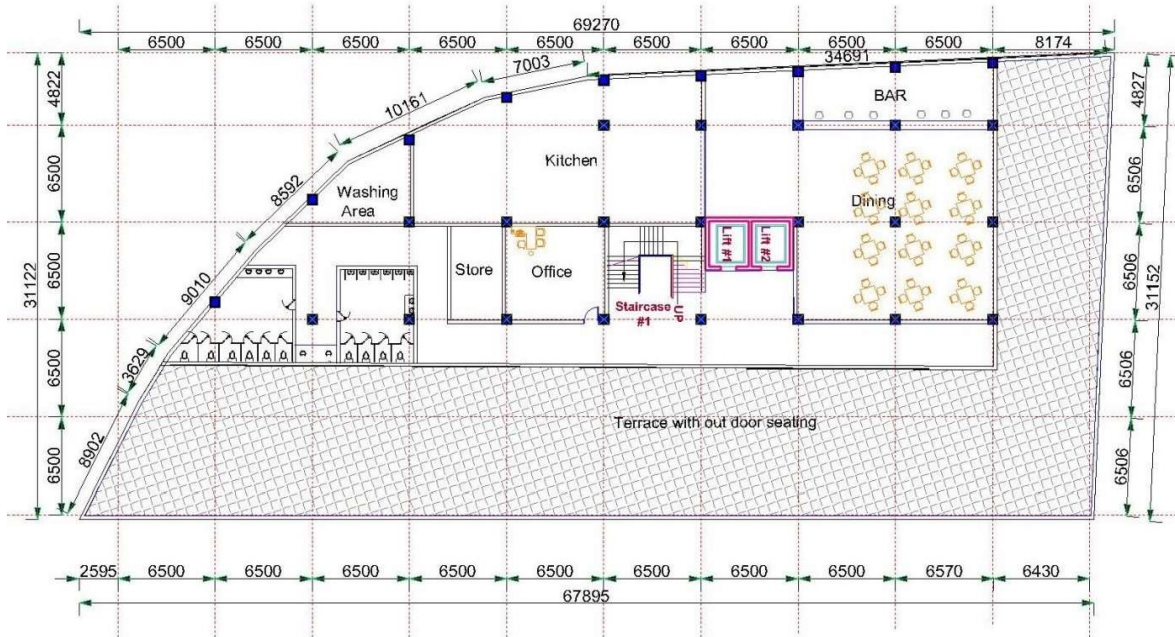 69270
6500 6500 6500 6500 6500 6500 6500 6500 6500 8174
7003
34691
4822
4827
10161
BAR
6500
6506
Kitchen
8592
Washing
Area
Dining
31122
31152
6500
6506
Lift #1
Lift #2
9010
Store
Office
Staircase
#1
UP
6500
6506
3629
Terrace with out door seating
8902
6500
6506
2595 6500 6500 6500 6500 6500 6500 6500 6500 6570 6430
67895